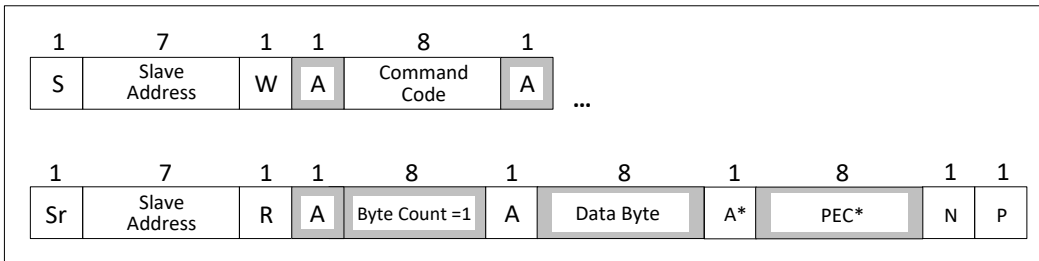 1 7 1 1 8 1
S Slave Address W A Command Code A ...
1 7 1 1 8 1 8 1 8 1 1
Sr Slave Address R A Byte Count =1 A Data Byte A* PEC* N P